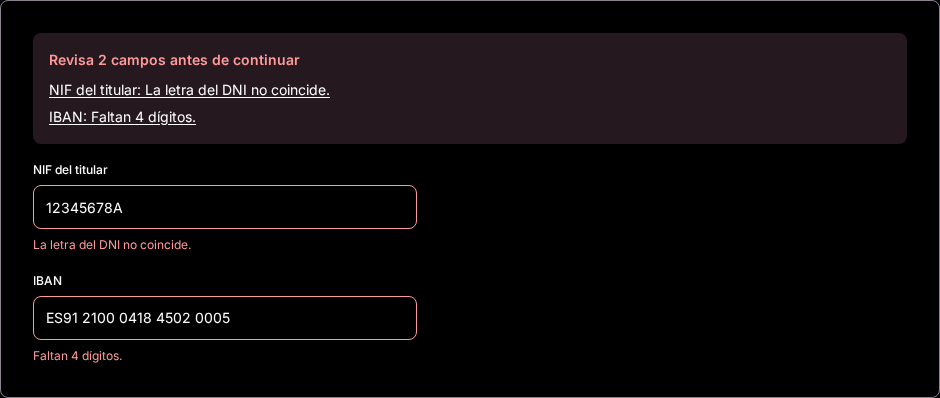 Revisa 2 campos antes de continuar
NIF del titular: La letra del DNI no coincide.
IBAN: Faltan 4 dígitos.
NIF del titular
12345678A
La letra del DNI no coincide.
IBAN
ES91 2100 0418 4502 0005
Faltan 4 dígitos.